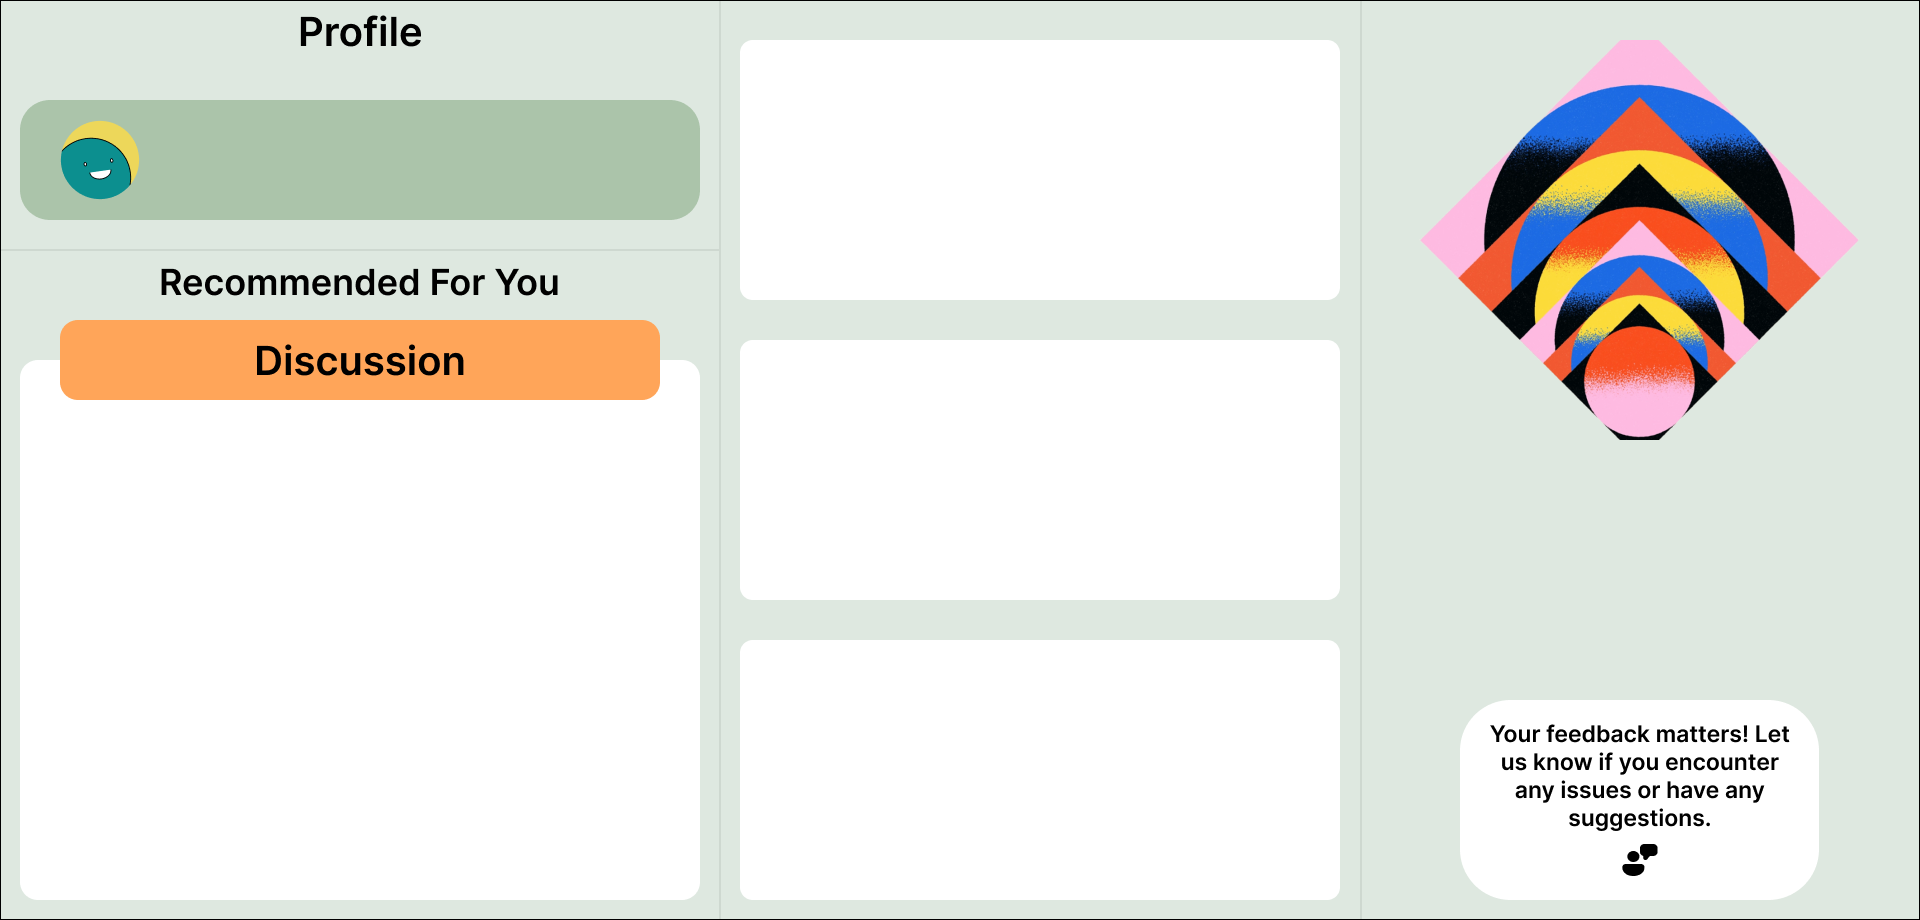 Profile
Recommended For You
Discussion
Your feedback matters! Let
us know if you encounter
any issues or have any
suggestions.